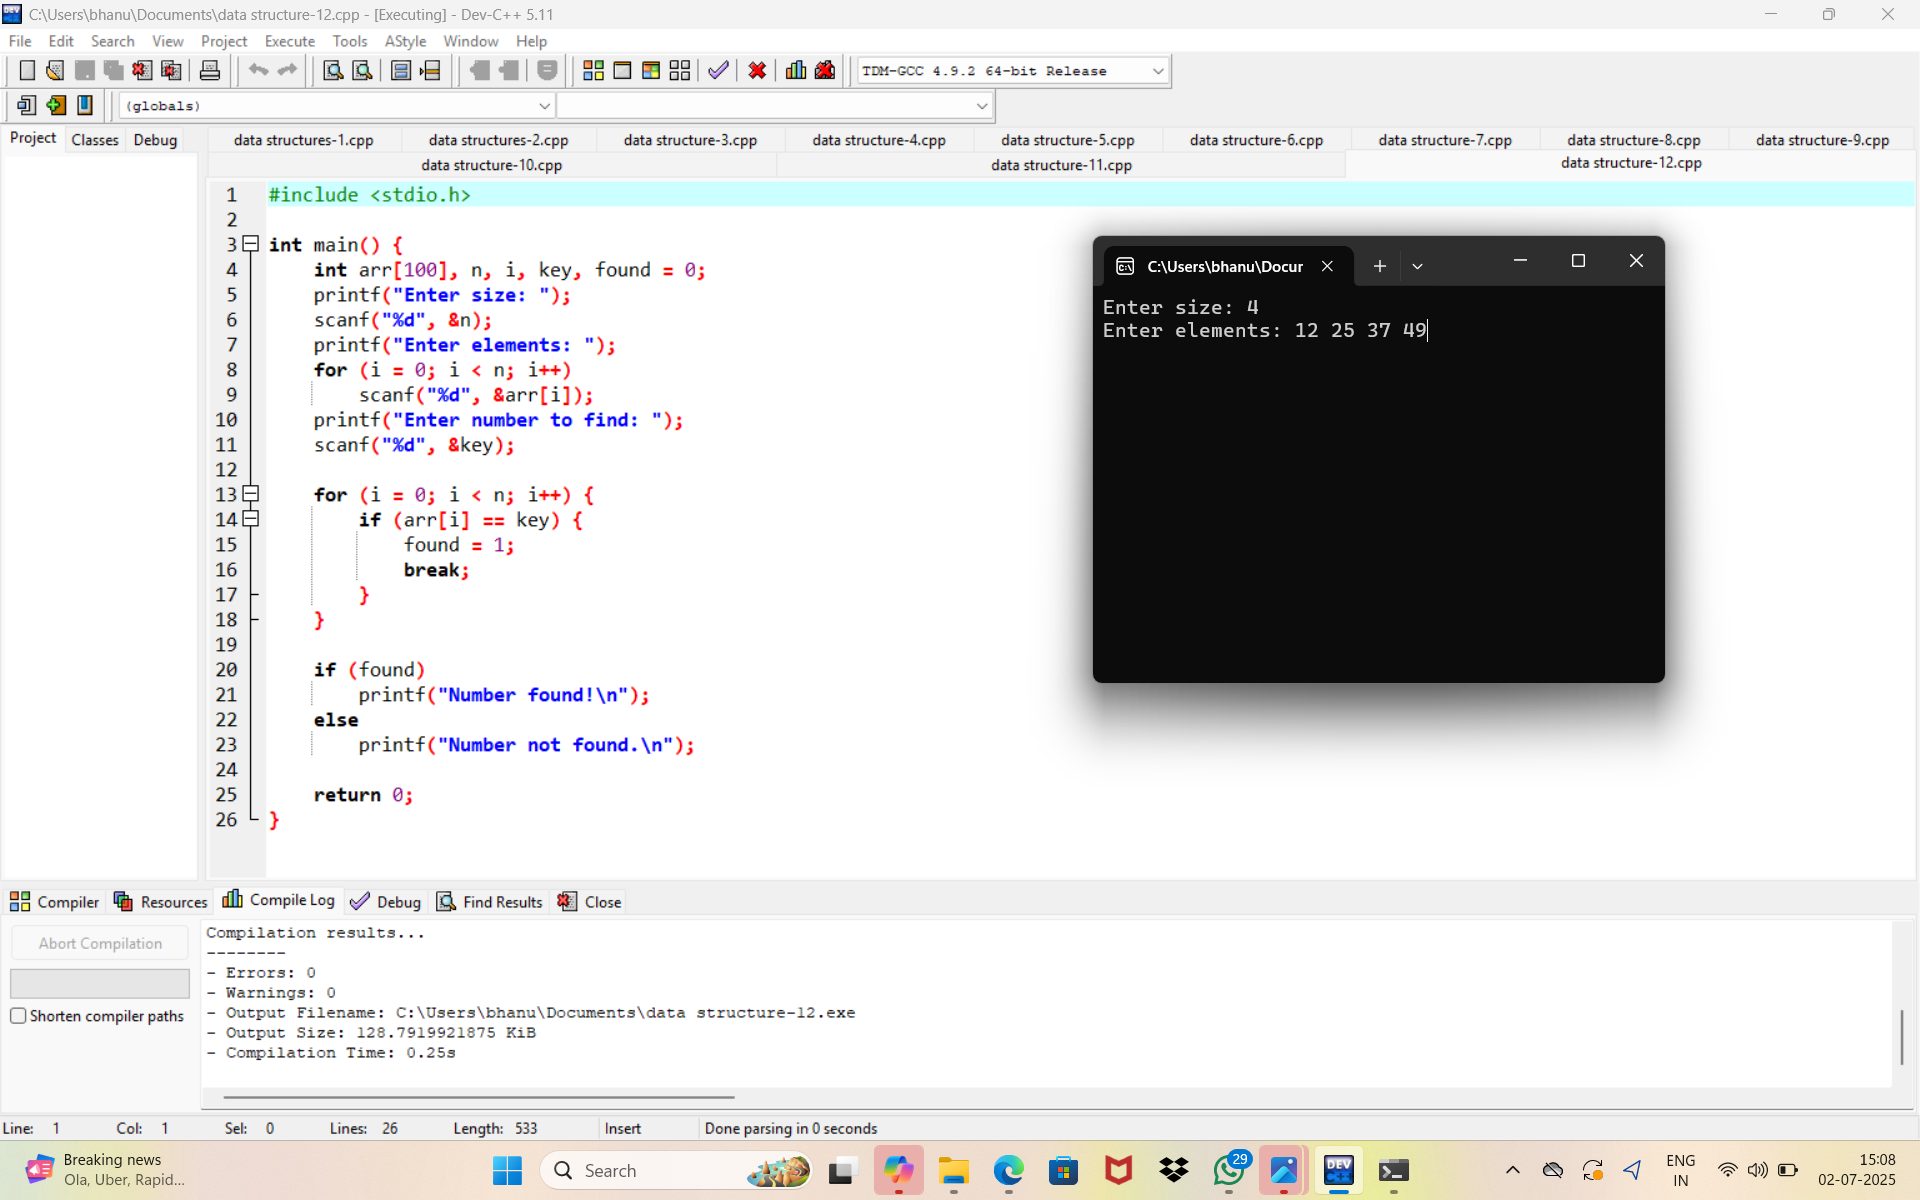 C:\Users\bhanu\Documents\data structure-12.cpp - [Executing] - Dev-C++ 5.11
File Edit Search View Project Execute Tools AStyle Window Help
TDM-GCC 4.9.2 64-bit Release
(globals)
Project Classes Debug
data structures-1.cpp data structures-2.cpp data structure-3.cpp data structure-4.cpp data structure-5.cpp data structure-6.cpp data structure-7.cpp data structure-8.cpp data structure-9.cpp
data structure-10.cpp data structure-11.cpp data structure-12.cpp
1 #include <stdio.h>
2
3 int main() {
4 int arr[100], n, i, key, found = 0;
5 printf("Enter size: ");
6 scanf("%d", &n);
7 printf("Enter elements: ");
8 for (i = 0; i < n; i++)
9 scanf("%d", &arr[i]);
10 printf("Enter number to find: ");
11 scanf("%d", &key);
12
13 for (i = 0; i < n; i++) {
14 if (arr[i] == key) {
15 found = 1;
16 break;
17 }
18 }
19
20 if (found)
21 printf("Number found!\n");
22 else
23 printf("Number not found.\n");
24
25 return 0;
26 }
C:\Users\bhanu\Docur
Enter size: 4
Enter elements: 12 25 37 49
Compiler Resources Compile Log Debug Find Results Close
Abort Compilation
Shorten compiler paths
Compilation results...
--------
- Errors: 0
- Warnings: 0
- Output Filename: C:\Users\bhanu\Documents\data structure-12.exe
- Output Size: 128.7919921875 KiB
- Compilation Time: 0.25s
Line: 1 Col: 1 Sel: 0 Lines: 26 Length: 533 Insert Done parsing in 0 seconds
Breaking news
Ola, Uber, Rapid...
Search
DEV
C++
29
ENG
IN
15:08
02-07-2025